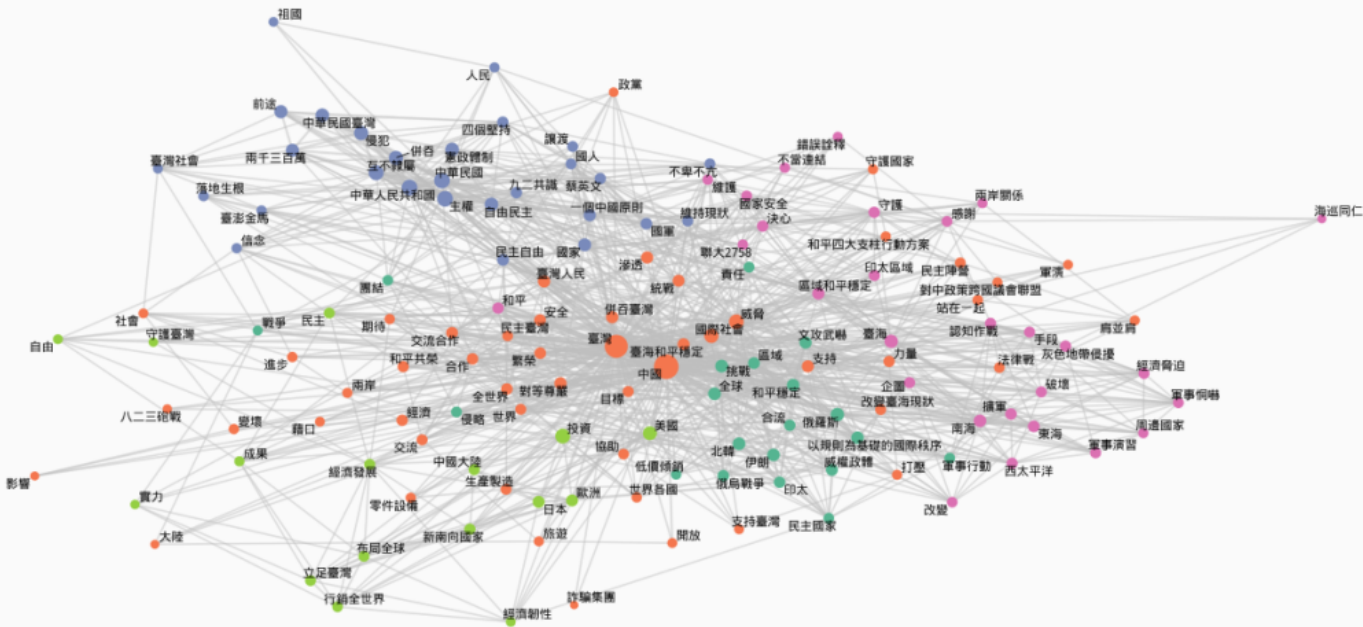 祖國
人民
政黨
前途
中華民國臺灣
侵犯
四個堅持
讓渡
錯誤詮釋
兩千三百萬
併吞
憲政體制
國人
不卑不亢
不當連結
守護國家
臺灣社會
互不隸屬
中華民國
維護
落地生根
中華人民共和國
九二共識
蔡英文
國家安全
兩岸關係
臺澎金馬
主權
自由民主
一個中國原則
維持現狀
決心
守護
感謝
海巡同仁
信念
國軍
民主自由
國家
聯大2758
和平四大支柱行動方案
臺灣人民
滲透
責任
印太區域
民主陣營
軍演
團結
統戰
區域和平穩定
對中政策跨國議會聯盟
和平
站在一起
社會
戰爭
民主
期待
安全
併吞臺灣
威脅
自由
守護臺灣
交流合作
民主臺灣
國際社會
文攻武嚇
臺海
認知作戰
手段
肩並肩
臺灣
臺海和平穩定
進步
和平共榮
合作
繁榮
中國
挑戰
區域
支持
力量
法律戰
灰色地帶侵擾
經濟脅迫
兩岸
全世界
對等尊嚴
目標
全球
和平穩定
企圖
破壞
八二三砲戰
改變臺海現狀
軍事恫嚇
變壞
藉口
經濟
侵略
世界
合流
俄羅斯
擴軍
南海
東海
周邊國家
交流
投資
美國
成果
協助
北韓
以規則為基礎的國際秩序
軍事演習
經濟發展
中國大陸
低價傾銷
伊朗
威權政體
打壓
軍事行動
西太平洋
影響
生產製造
俄烏戰爭
印太
實力
零件設備
日本
歐洲
世界各國
改變
大陸
新南向國家
旅遊
開放
支持臺灣
民主國家
布局全球
立足臺灣
行銷全世界
經濟韌性
詐騙集團